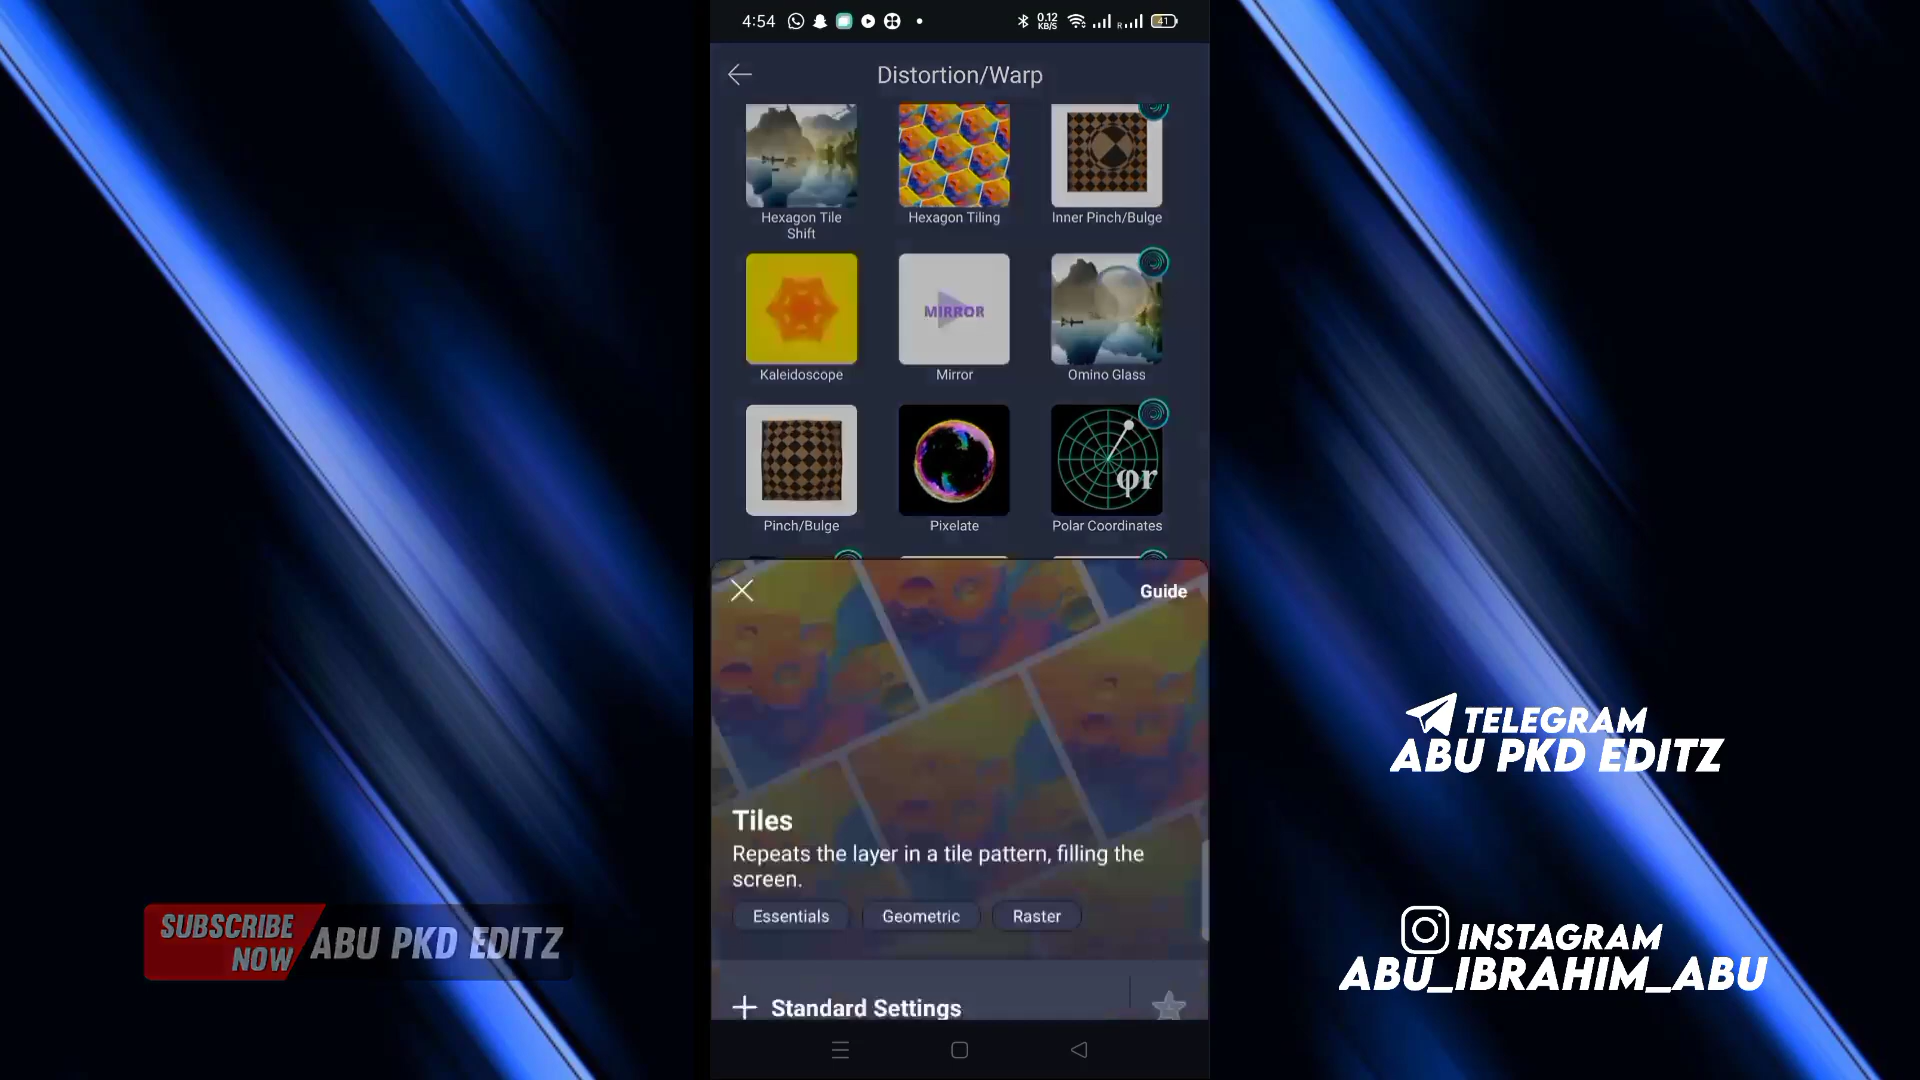 4:54
0.12
KB/S
R
41
Distortion/Warp
Hexagon Tile
Shift
Hexagon Tiling
Inner Pinch/Bulge
MIRROR
Kaleidoscope
Mirror
Omino Glass
φr
Pinch/Bulge
Pixelate
Polar Coordinates
Guide
Tiles
Repeats the layer in a tile pattern, filling the
screen.
Essentials
Geometric
Raster
Standard Settings
SUBSCRIBE
NOW
ABU PKD EDITZ
TELEGRAM
ABU PKD EDITZ
INSTAGRAM
ABU_IBRAHIM_ABU